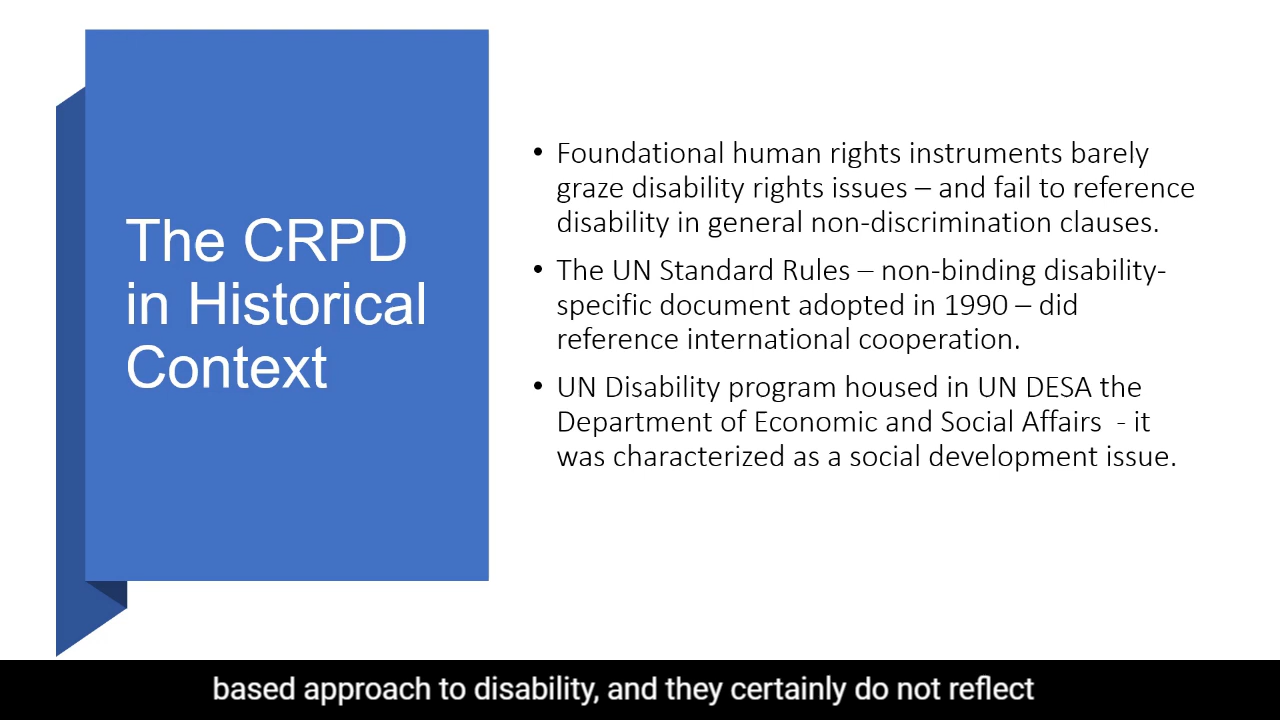 The CRPD
in Historical
Context
• Foundational human rights instruments barely
graze disability rights issues – and fail to reference
disability in general non-discrimination clauses.
• The UN Standard Rules – non-binding disability-
specific document adopted in 1990 – did
reference international cooperation.
• UN Disability program housed in UN DESA the
Department of Economic and Social Affairs  - it
was characterized as a social development issue.
based approach to disability, and they certainly do not reflect